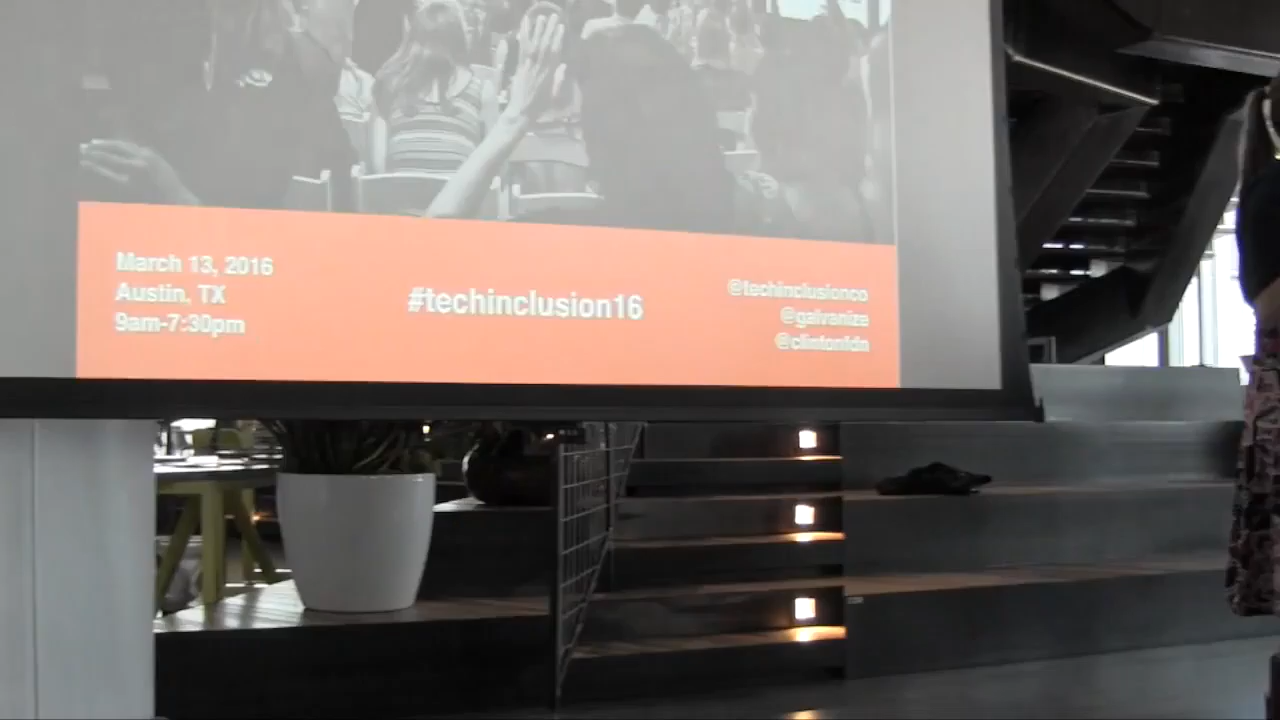 March 13, 2016
Austin, TX
9am-7:30pm
#techinclusion16
@techinclusionco
@galvanize
@clintonfdn